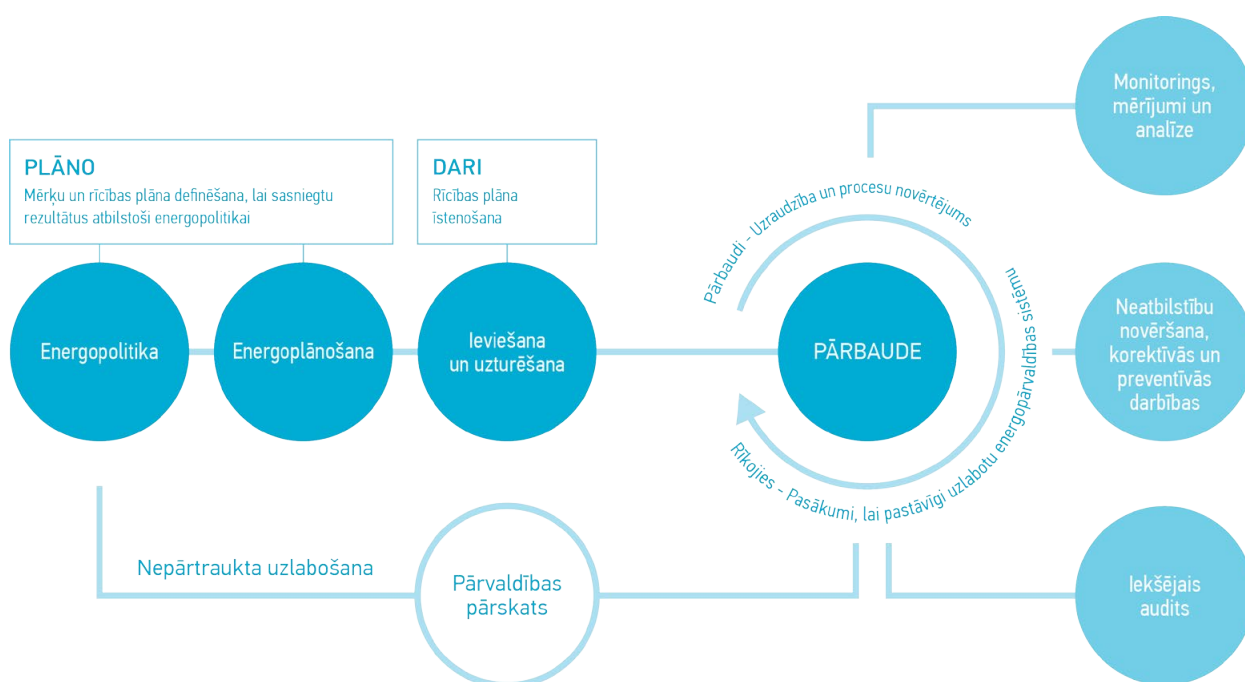 PLĀNO
Mērķu un rīcības plāna definēšana, lai sasniegtu
rezultātus atbilstoši energopolitikai
DARI
Rīcības plāna
īstenošana
Energopolitika
Energoplānošana
Ieviešana
un uzturēšana
Pārbaudi - Uzraudzība un procesu novērtējums
PĀRBAUDE
Rīkojies - Pasākumi, lai pastāvīgi uzlabotu energopārvaldības sistēmu
Monitorings,
mērījumi un
analīze
Neatbilstību
novēršana,
korektīvās un
preventīvās
darbības
Iekšējais
audits
Nepārtraukta uzlabošana
Pārvaldības
pārskats